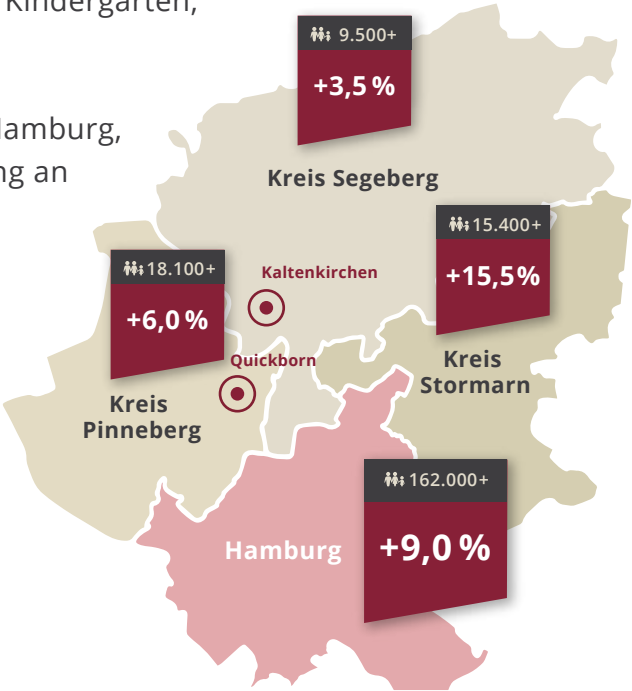 Kindergarten,
Hamburg,
ng an
9.500+
+3,5 %
Kreis Segeberg
15.400+
+15,5%
18.100+
+6,0 %
Kaltenkirchen
Quickborn
Kreis
Stormarn
Kreis
Pinneberg
162.000+
+9,0 %
Hamburg